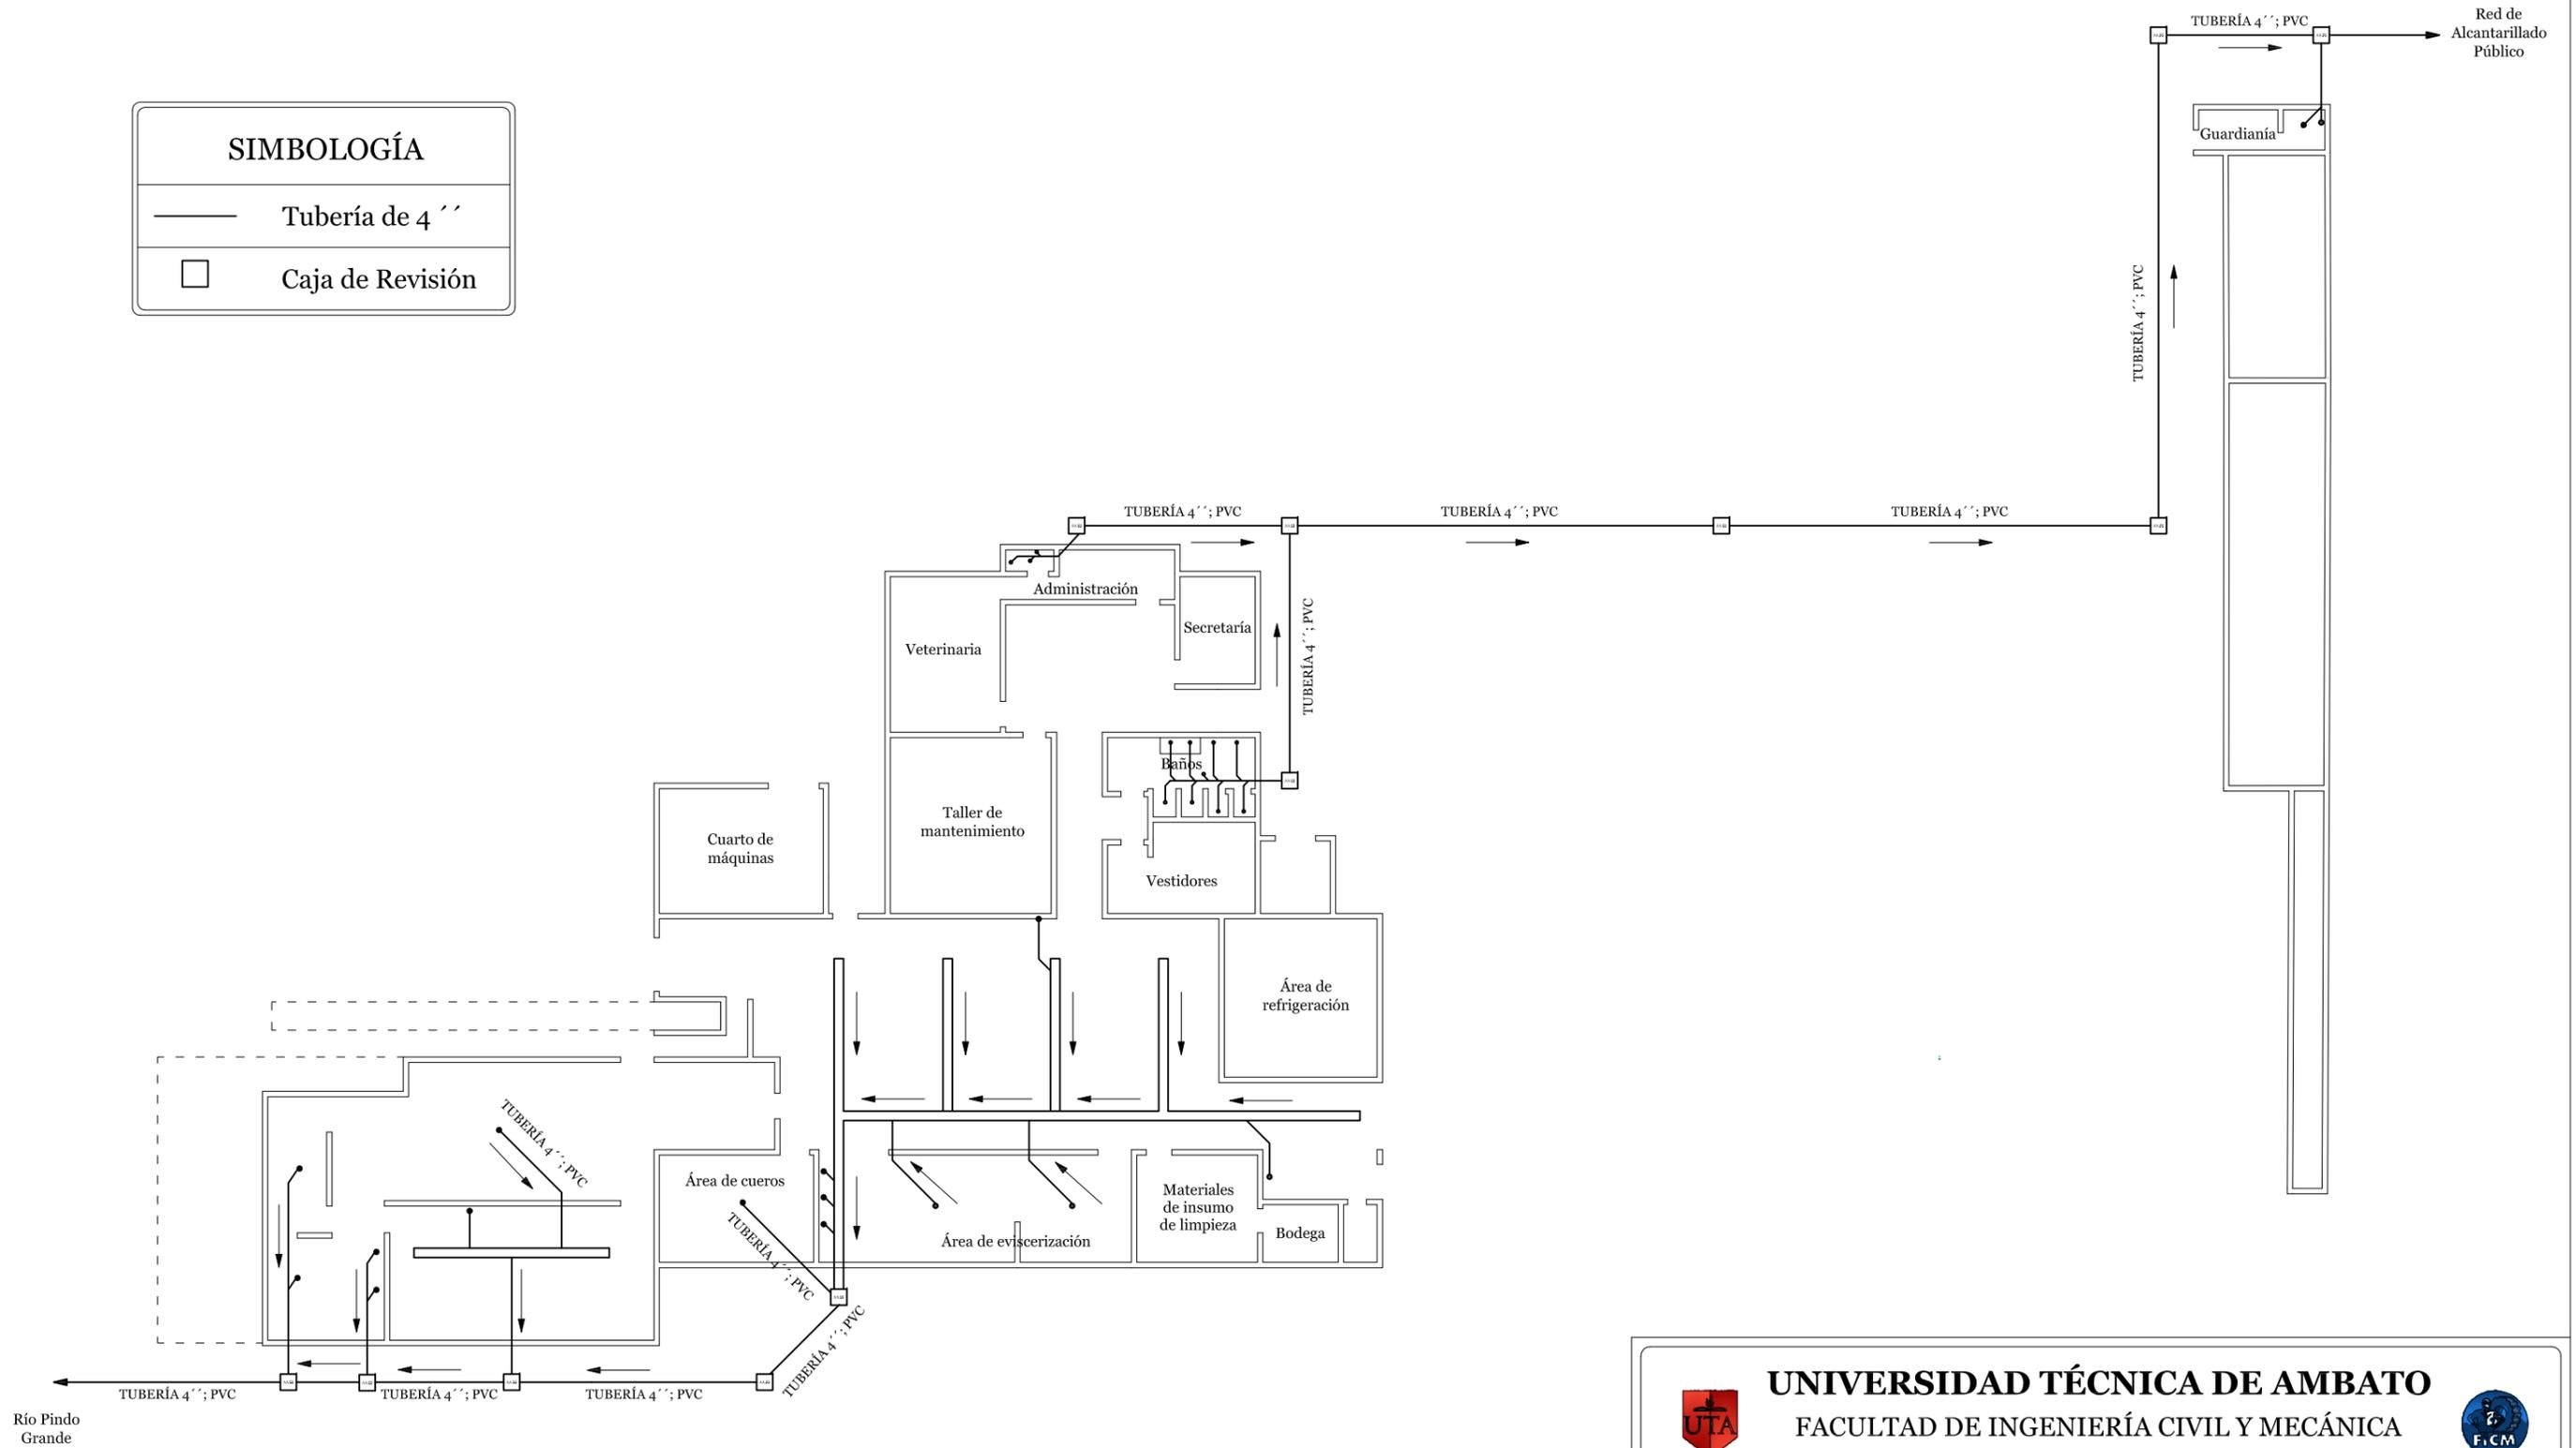 TUBERÍA 4´´; PVC
Red de
Alcantarillado
Público
SIMBOLOGÍA
Tubería de 4 ´´
Caja de Revisión
Guardianía
TUBERÍA 4´´; PVC
TUBERÍA 4´´; PVC
TUBERÍA 4´´; PVC
TUBERÍA 4´´; PVC
Administración
Secretaría
Veterinaria
TUBERÍA 4´´; PVC
Baños
Taller de
mantenimiento
Cuarto de
máquinas
Vestidores
Área de
refrigeración
TUBERÍA 4´´; PVC
Área de cueros
Materiales
de insumo
de limpieza
TUBERÍA 4´´; PVC
Área de eviscerización
Bodega
TUBERÍA 4´´; PVC
TUBERÍA 4´´; PVC
TUBERÍA 4´´; PVC
TUBERÍA 4´´; PVC
Río Pindo
Grande
UNIVERSIDAD TÉCNICA DE AMBATO
FACULTAD DE INGENIERÍA CIVIL Y MECÁNICA
UTA
FICM